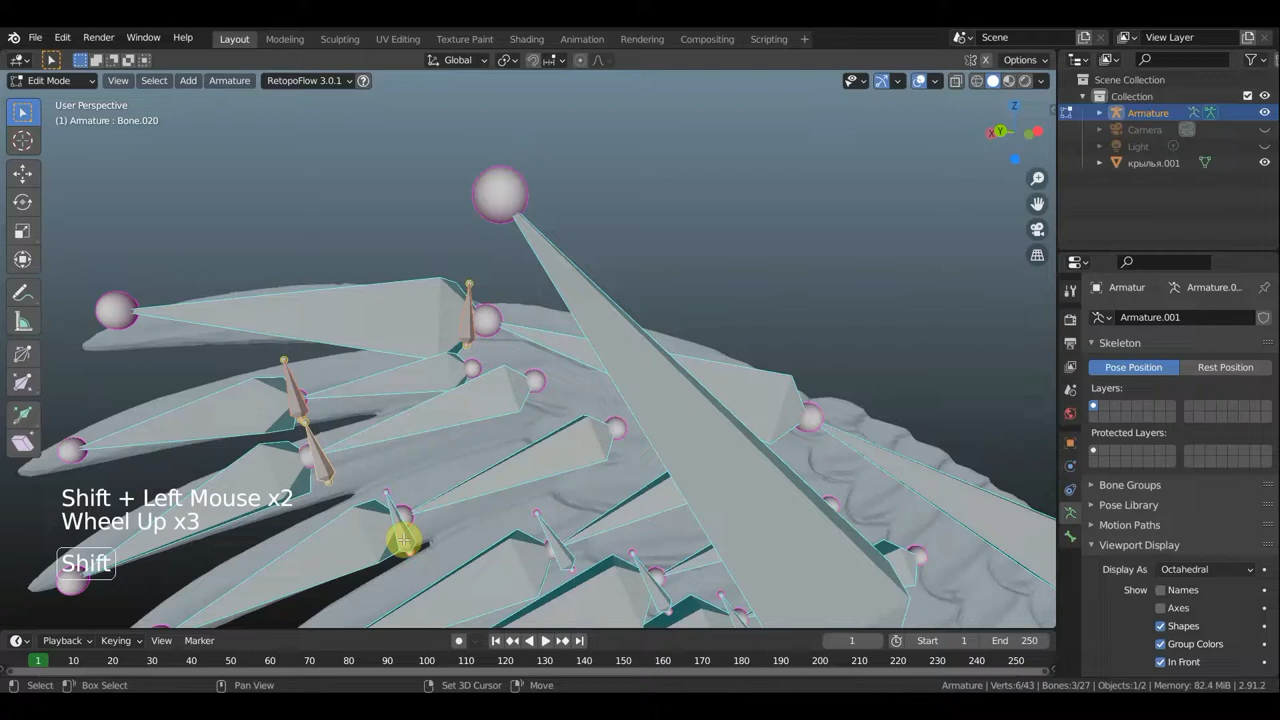 File Edit Render Window Help Layout Modeling Sculpting UV Editing Texture Paint Shading Animation Rendering Compositing Scripting + Scene View Layer
Global Options
Edit Mode View Select Add Armature RetopoFlow 3.0.1 ?
User Perspective
(1) Armature : Bone.020
Z
X Y
Scene Collection
Collection
Armature
Camera
Light
крылья.001
Armatur Armature.0...
Armature.001
Skeleton
Pose Position Rest Position
Layers:
Protected Layers:
Bone Groups
Pose Library
Motion Paths
Viewport Display
Display As Octahedral
Show Names
Axes
Shapes
Group Colors
In Front
Shift + Left Mouse x2
Wheel Up x3
Shift
Playback Keying View Marker 1 Start 1 End 250
1 10 20 30 40 50 60 70 80 90 100 110 120 130 140 150 160 170 180 190 200 210 220 230 240 250
Select Box Select Pan View Set 3D Cursor Move Armature | Verts:6/43 | Bones:3/27 | Objects:1/2 | Memory: 82.4 MiB | 2.91.2